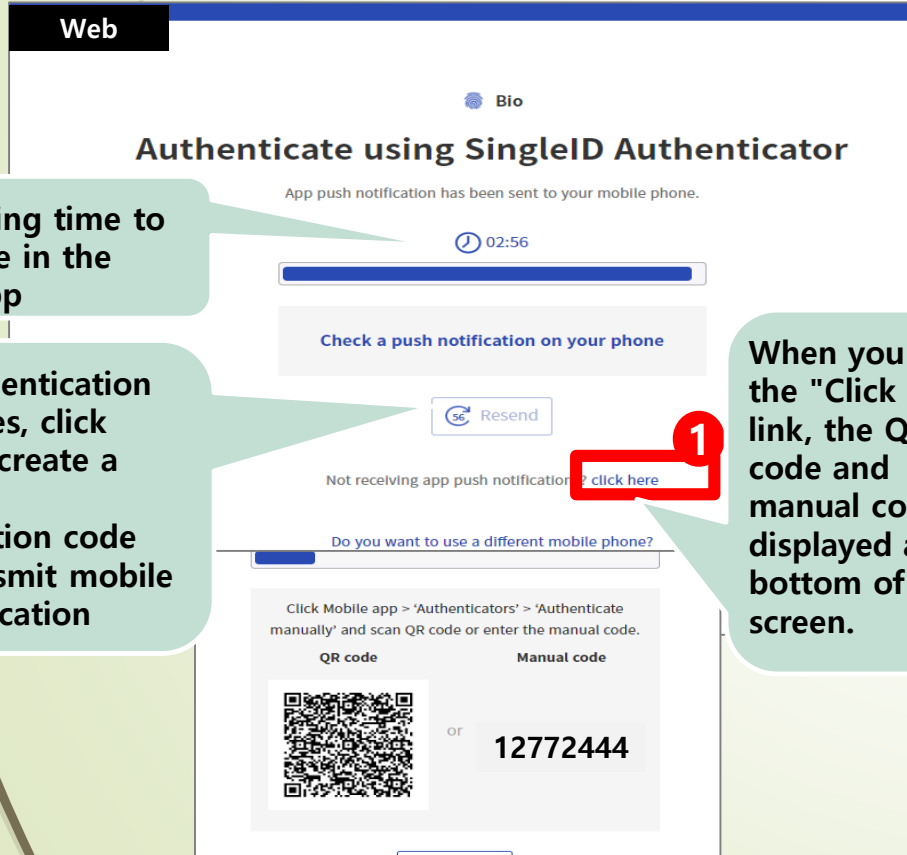 Web
Bio
Authenticate using SingleID Authenticator
App push notification has been sent to your mobile phone.
02:56
ing time to
e in the
pp
Check a push notification on your phone
entication
es, click
create a
tion code
smit mobile
cation
56 Resend
1
Not receiving app push notification ? click here
When you
the "Click
link, the Q
code and
manual co
displayed a
bottom of
screen.
Do you want to use a different mobile phone?
Click Mobile app > ‘Authenticators’ > ‘Authenticate
manually’ and scan QR code or enter the manual code.
QR code
Manual code
or
12772444